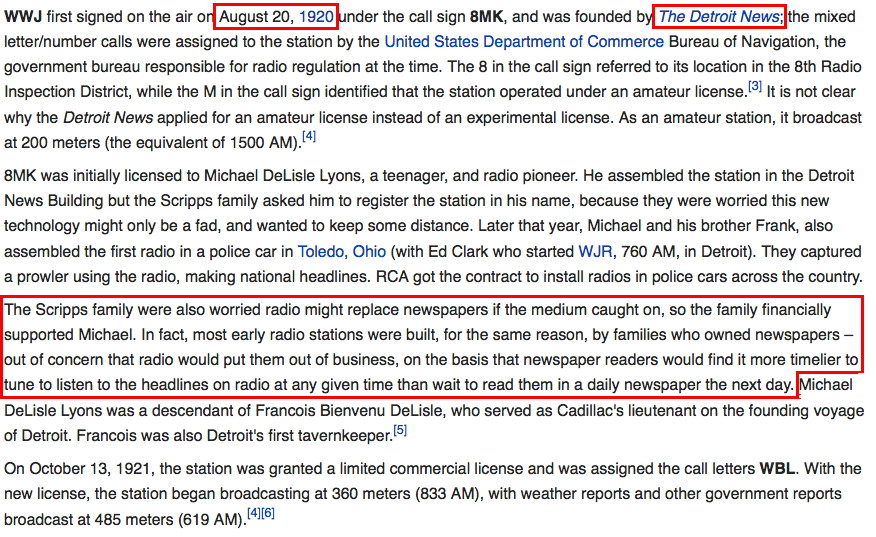 WWJ first signed on the air on August 20, 1920 under the call sign 8MK, and was founded by The Detroit News; the mixed
letter/number calls were assigned to the station by the United States Department of Commerce Bureau of Navigation, the
government bureau responsible for radio regulation at the time. The 8 in the call sign referred to its location in the 8th Radio
Inspection District, while the M in the call sign identified that the station operated under an amateur license.[3] It is not clear
why the Detroit News applied for an amateur license instead of an experimental license. As an amateur station, it broadcast
at 200 meters (the equivalent of 1500 AM).[4]
8MK was initially licensed to Michael DeLisle Lyons, a teenager, and radio pioneer. He assembled the station in the Detroit
News Building but the Scripps family asked him to register the station in his name, because they were worried this new
technology might only be a fad, and wanted to keep some distance. Later that year, Michael and his brother Frank, also
assembled the first radio in a police car in Toledo, Ohio (with Ed Clark who started WJR, 760 AM, in Detroit). They captured
a prowler using the radio, making national headlines. RCA got the contract to install radios in police cars across the country.
The Scripps family were also worried radio might replace newspapers if the medium caught on, so the family financially
supported Michael. In fact, most early radio stations were built, for the same reason, by families who owned newspapers –
out of concern that radio would put them out of business, on the basis that newspaper readers would find it more timelier to
tune to listen to the headlines on radio at any given time than wait to read them in a daily newspaper the next day. Michael
DeLisle Lyons was a descendant of Francois Bienvenu DeLisle, who served as Cadillac's lieutenant on the founding voyage
of Detroit. Francois was also Detroit's first tavernkeeper.[5]
On October 13, 1921, the station was granted a limited commercial license and was assigned the call letters WBL. With the
new license, the station began broadcasting at 360 meters (833 AM), with weather reports and other government reports
broadcast at 485 meters (619 AM).[4][6]